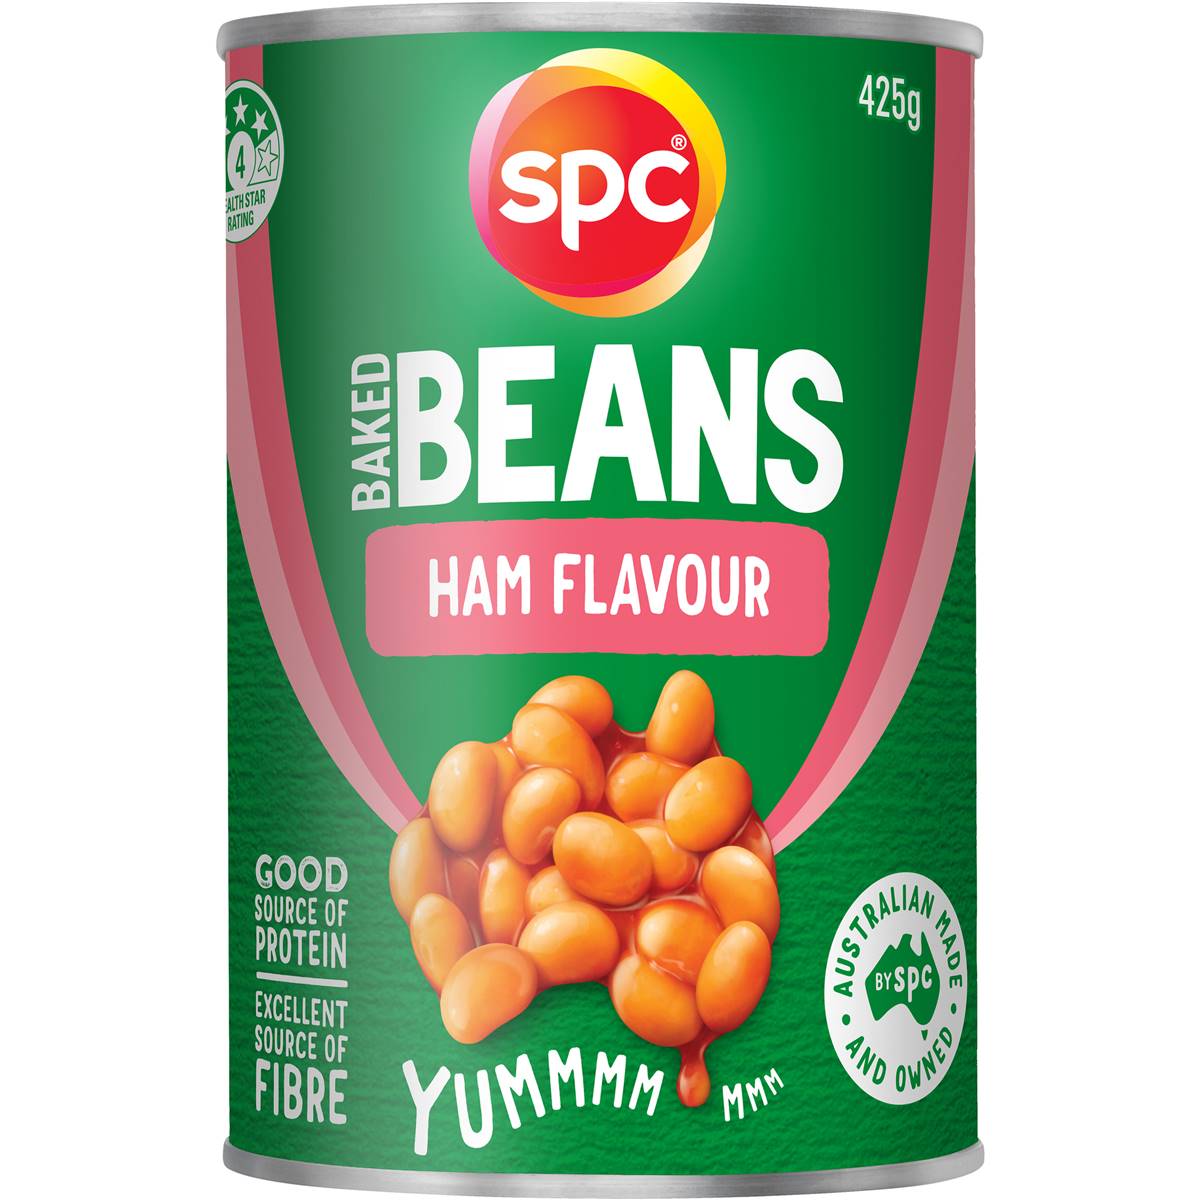 425g
spc®
4
HEALTH STAR
RATING
BAKED
BEANS
HAM FLAVOUR
GOOD
SOURCE OF
PROTEIN
EXCELLENT
SOURCE OF
FIBRE
YUMMMM MMM
AUSTRALIAN MADE
BY SPC
• AND OWNED •